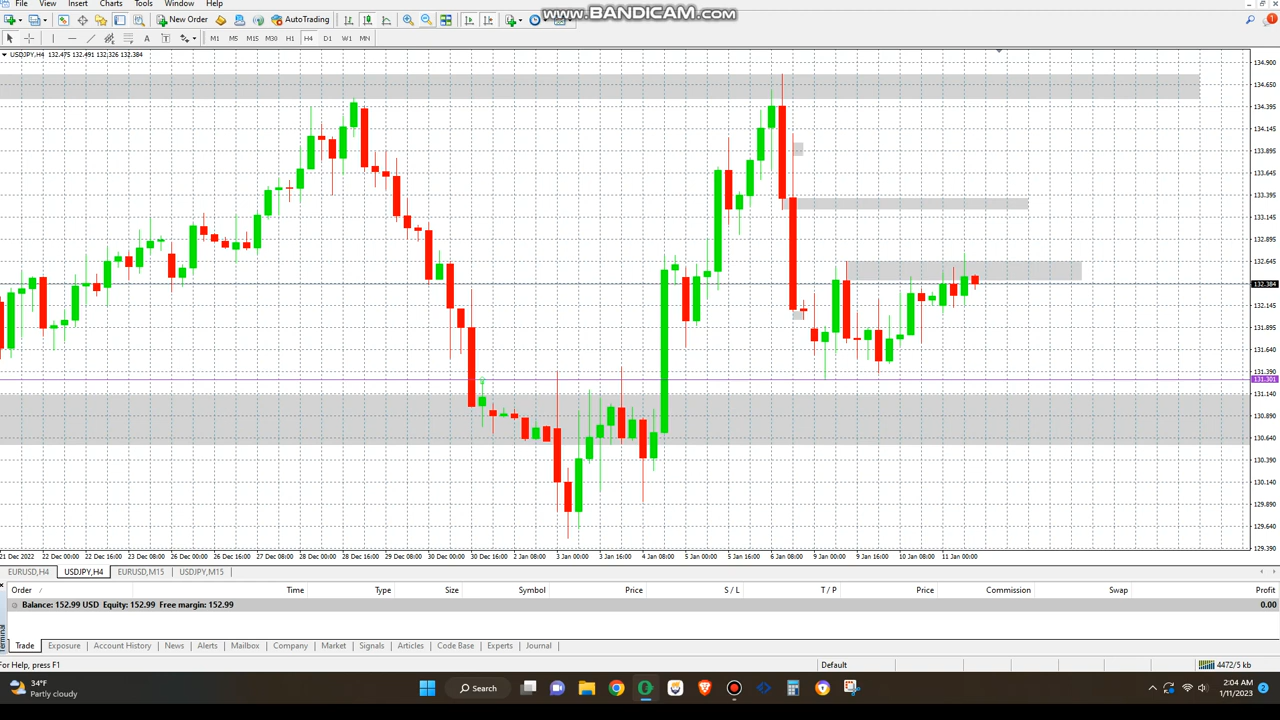 File View Insert Charts Tools Window Help
www.BANDICAM.com
New Order AutoTrading
A T M1 M5 M15 M30 H1 H4 D1 W1 MN
USDJPY,H4 132.475 132.491 132.326 132.384
134.900
134.650
134.395
134.145
133.895
133.645
133.395
133.145
132.895
132.645
132.384
132.145
131.895
131.640
131.390
131.301
131.140
130.890
130.640
130.390
130.140
129.890
129.640
129.390
21 Dec 2022 22 Dec 00:00 22 Dec 16:00 23 Dec 08:00 26 Dec 00:00 26 Dec 16:00 27 Dec 08:00 28 Dec 00:00 28 Dec 16:00 29 Dec 08:00 30 Dec 00:00 30 Dec 16:00 2 Jan 08:00 3 Jan 00:00 3 Jan 16:00 4 Jan 08:00 5 Jan 00:00 5 Jan 16:00 6 Jan 08:00 9 Jan 00:00 9 Jan 16:00 10 Jan 08:00 11 Jan 00:00
EURUSD,H4 USDJPY,H4 EURUSD,M15 USDJPY,M15
Order / Time Type Size Symbol Price S / L T / P Price Commission Swap Profit
Balance: 152.99 USD Equity: 152.99 Free margin: 152.99 0.00
Terminal
Trade Exposure Account History News Alerts Mailbox Company Market Signals Articles Code Base Experts Journal
For Help, press F1 Default 4472/5 kb
34°F
Partly cloudy
Search
2:04 AM
1/11/2023
2